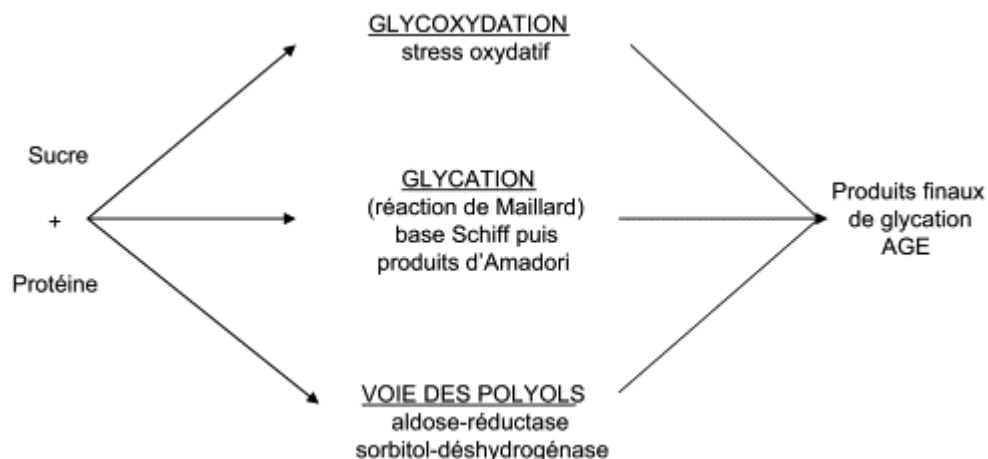 GLYCOXYDATION
stress oxydatif
Sucre
+
Protéine
GLYCATION
(réaction de Maillard)
base Schiff puis
produits d'Amadori
VOIE DES POLYOLS
aldose-réductase
sorbitol-déshydrogénase
Produits finaux
de glycation
AGE